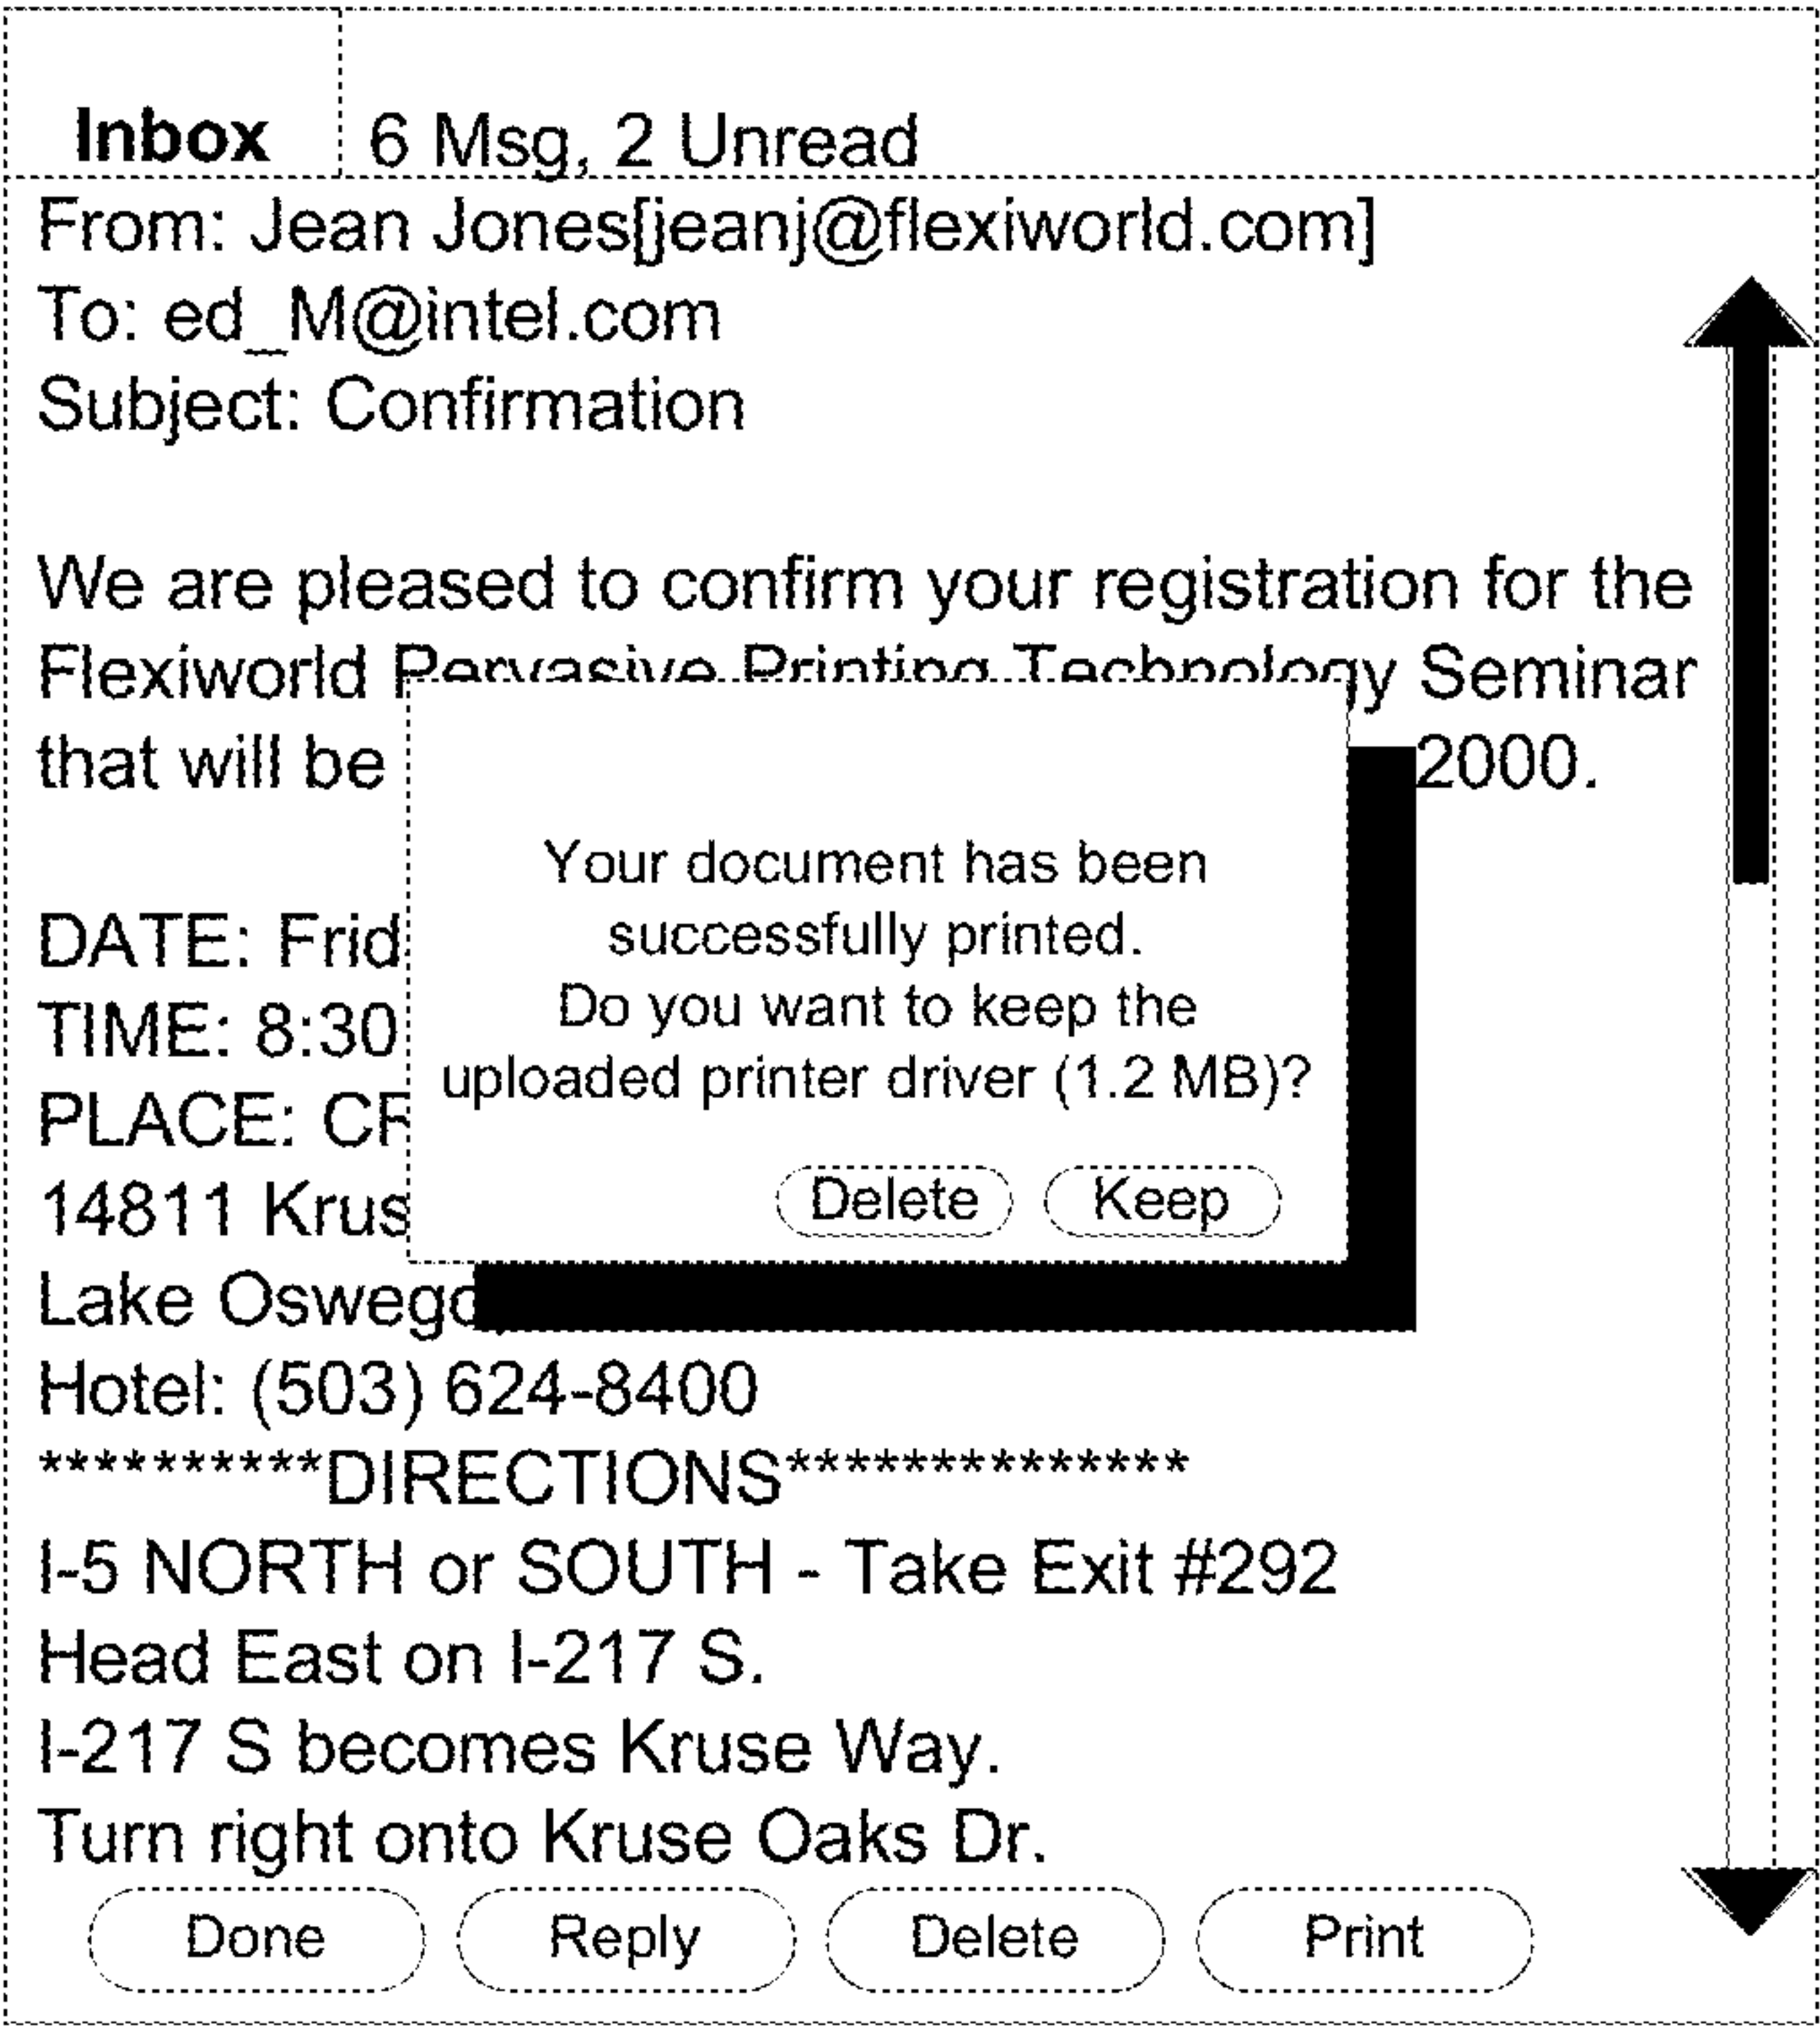 Inbox 6 Msg, 2 Unread
From: Jean Jones[jeanj@flexiworld.com]
To: ed_M@intel.com
Subject: Confirmation
We are pleased to confirm your registration for the
Flexiworld Pervasive Printing Technology Seminar
that will be 2000.
Your document has been
successfully printed.
Do you want to keep the
uploaded printer driver (1.2 MB)?
Delete Keep
DATE: Frid
TIME: 8:30
PLACE:
14811 Krus
Lake Oswego
Hotel: (503) 624-8400
**********DIRECTIONS**************
I-5 NORTH or SOUTH - Take Exit #292
Head East on I-217 S.
I-217 S becomes Kruse Way.
Turn right onto Kruse Oaks Dr.
Done Reply Delete Print